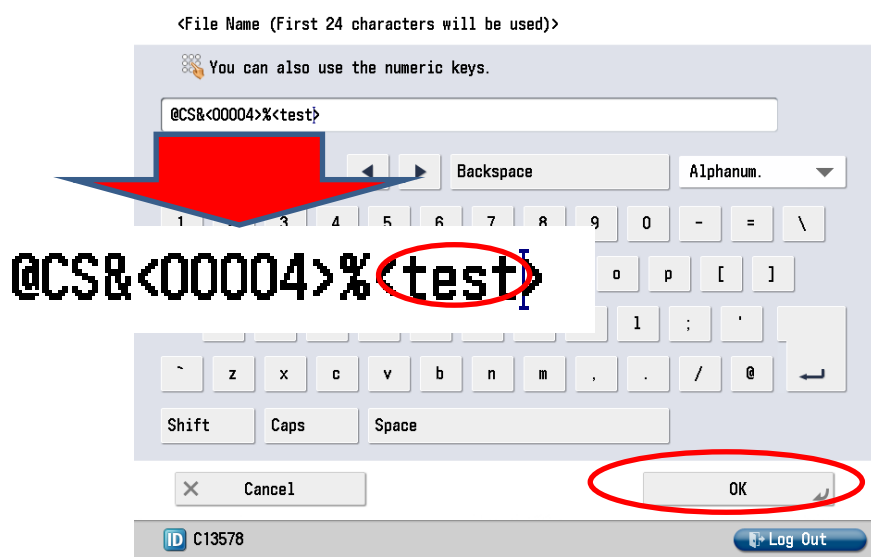 <File Name (First 24 characters will be used)>
You can also use the numeric keys.
@CS&<00004>%<test>
Backspace
Alphanum.
1 3 4 5 6 7 8 9 0 - = \
@CS&<00004>%<test>
o p [ ]
l ; '
` z x c v b n m , . / @
Shift Caps Space
Cancel OK
ID C13578 Log Out